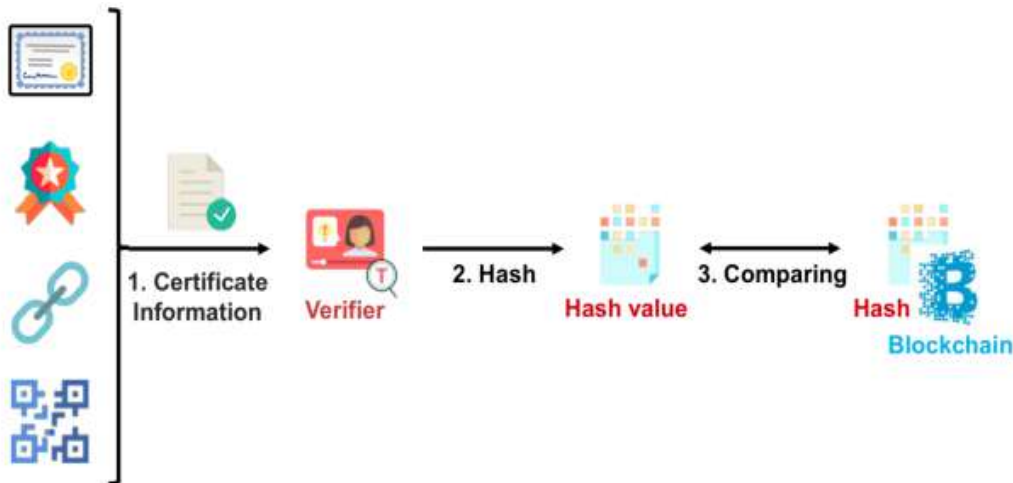 1. Certificate
Information
T
Verifier
2. Hash
Hash value
3. Comparing
Hash
Blockchain